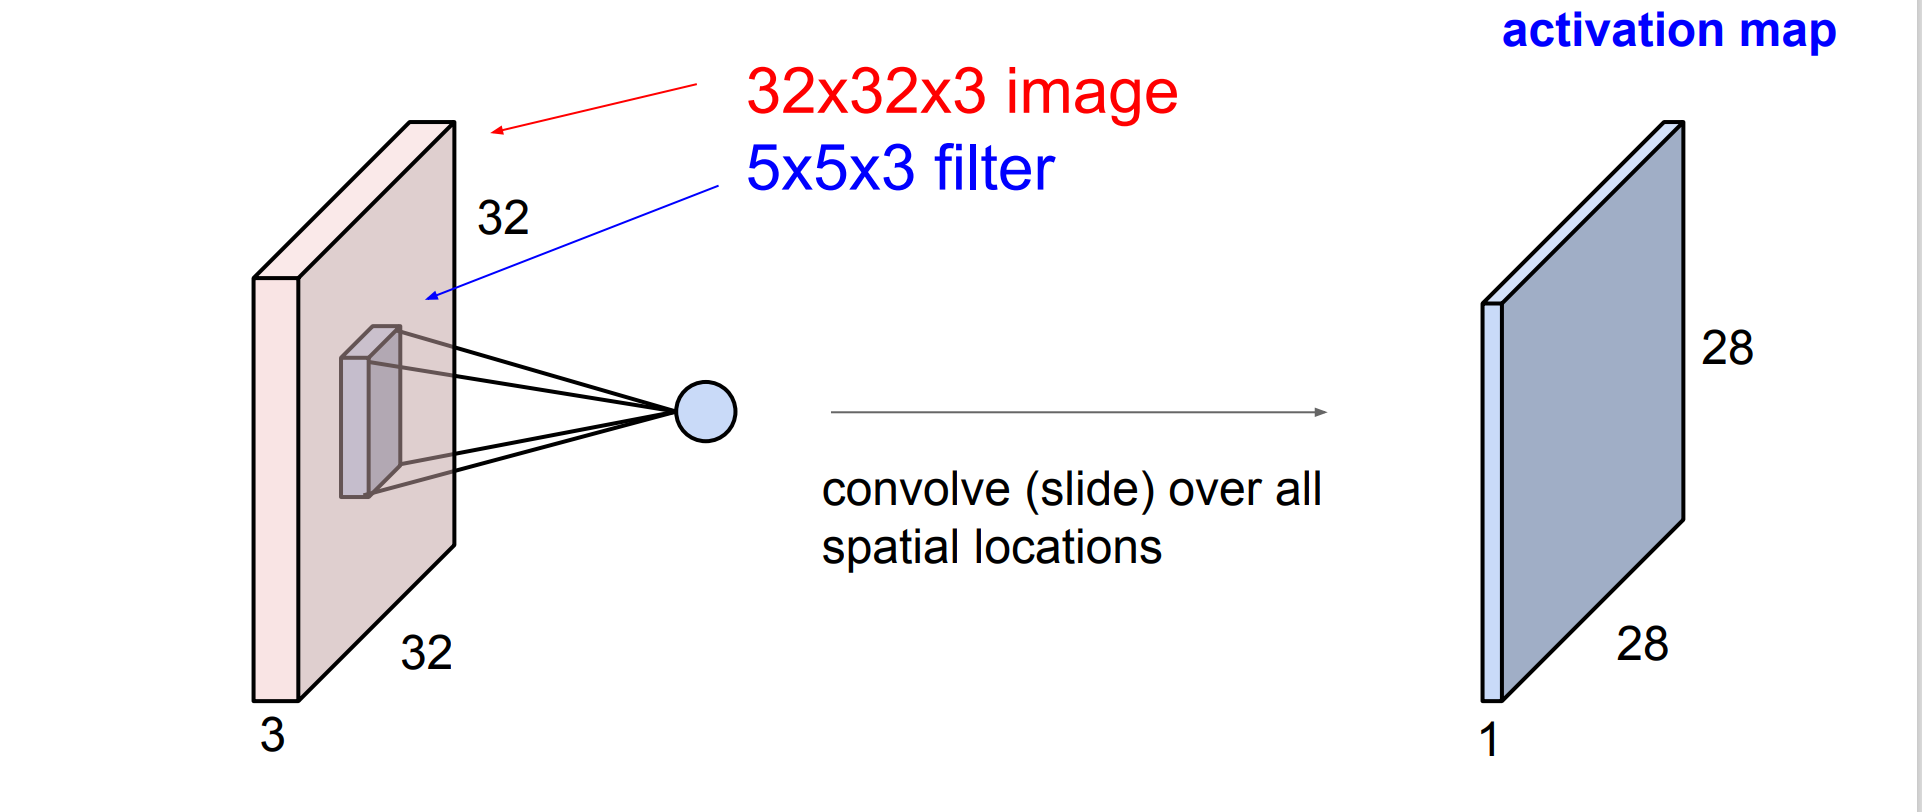 activation map
32x32x3 image
5x5x3 filter
32
32
3
convolve (slide) over all
spatial locations
28
28
1